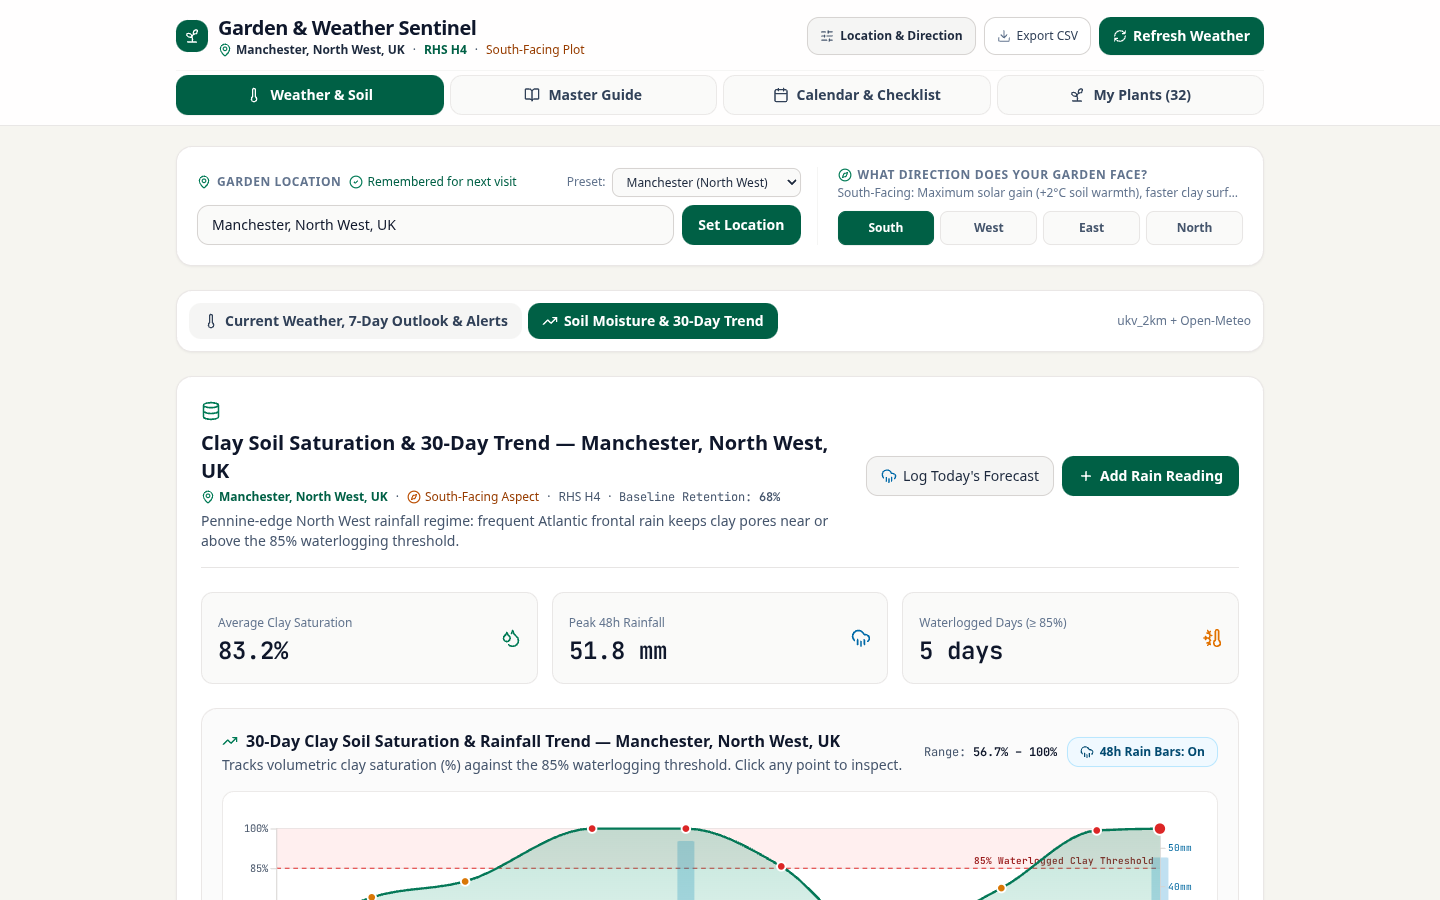 Garden & Weather Sentinel
Manchester, North West, UK · RHS H4 · South-Facing Plot
Location & Direction
Export CSV
Refresh Weather
Weather & Soil
Master Guide
Calendar & Checklist
My Plants (32)
GARDEN LOCATION
Remembered for next visit
Preset:
Manchester (North West)
Manchester, North West, UK
Set Location
WHAT DIRECTION DOES YOUR GARDEN FACE?
South-Facing: Maximum solar gain (+2°C soil warmth), faster clay surf...
South
West
East
North
Current Weather, 7-Day Outlook & Alerts
Soil Moisture & 30-Day Trend
ukv_2km + Open-Meteo
Clay Soil Saturation & 30-Day Trend — Manchester, North West,
UK
Manchester, North West, UK · South-Facing Aspect · RHS H4 · Baseline Retention: 68%
Pennine-edge North West rainfall regime: frequent Atlantic frontal rain keeps clay pores near or
above the 85% waterlogging threshold.
Log Today's Forecast
Add Rain Reading
Average Clay Saturation
83.2%
Peak 48h Rainfall
51.8 mm
Waterlogged Days (≥ 85%)
5 days
30-Day Clay Soil Saturation & Rainfall Trend — Manchester, North West, UK
Tracks volumetric clay saturation (%) against the 85% waterlogging threshold. Click any point to inspect.
Range: 56.7% – 100%
48h Rain Bars: On
100%
50mm
85% Waterlogged Clay Threshold
85%
40mm